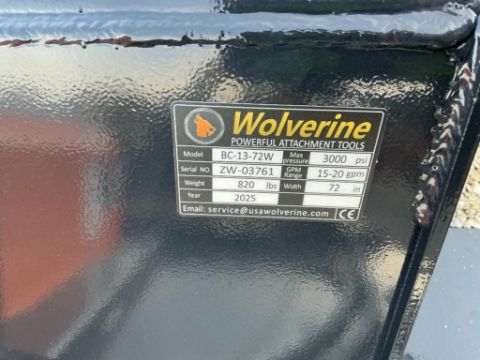 Wolverine
POWERFUL ATTACHMENT TOOLS
Model BC-13-72W Max pressure 3000 psi
Serial NO. ZW-03761 GPM Range 15-20 gpm
Weight 820 lbs Width 72 in
Year 2025
Email: service@usawolverine.com CE